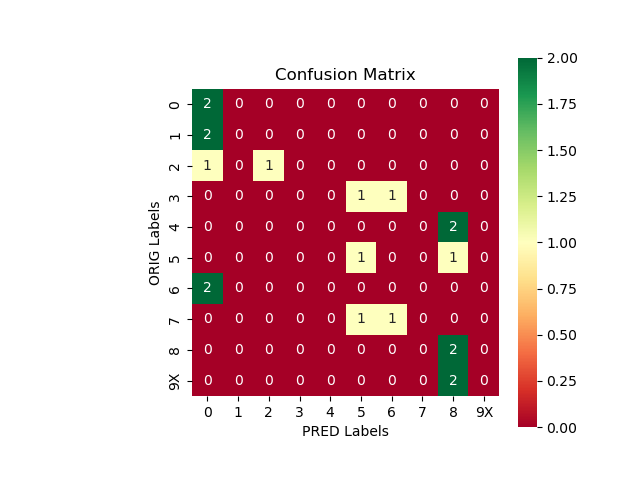 Confusion Matrix
2.00
1.75
1.50
1.25
1.00
0.75
0.50
0.25
0.00
ORIG Labels
0 2 0 0 0 0 0 0 0 0 0
1 2 0 0 0 0 0 0 0 0 0
2 1 0 1 0 0 0 0 0 0 0
3 0 0 0 0 0 1 1 0 0 0
4 0 0 0 0 0 0 0 0 2 0
5 0 0 0 0 0 1 0 0 1 0
6 2 0 0 0 0 0 0 0 0 0
7 0 0 0 0 0 1 1 0 0 0
8 0 0 0 0 0 0 0 0 2 0
9X 0 0 0 0 0 0 0 0 2 0
0 1 2 3 4 5 6 7 8 9X
PRED Labels